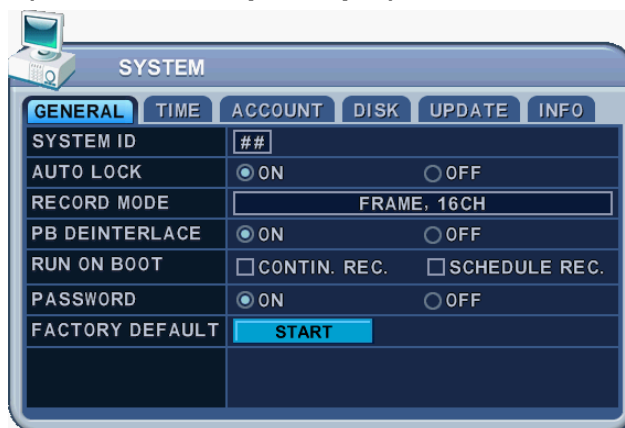 SYSTEM
GENERAL TIME ACCOUNT DISK UPDATE INFO
SYSTEM ID ##
AUTO LOCK ON OFF
RECORD MODE FRAME, 16CH
PB DEINTERLACE ON OFF
RUN ON BOOT CONTIN. REC. SCHEDULE REC.
PASSWORD ON OFF
FACTORY DEFAULT START